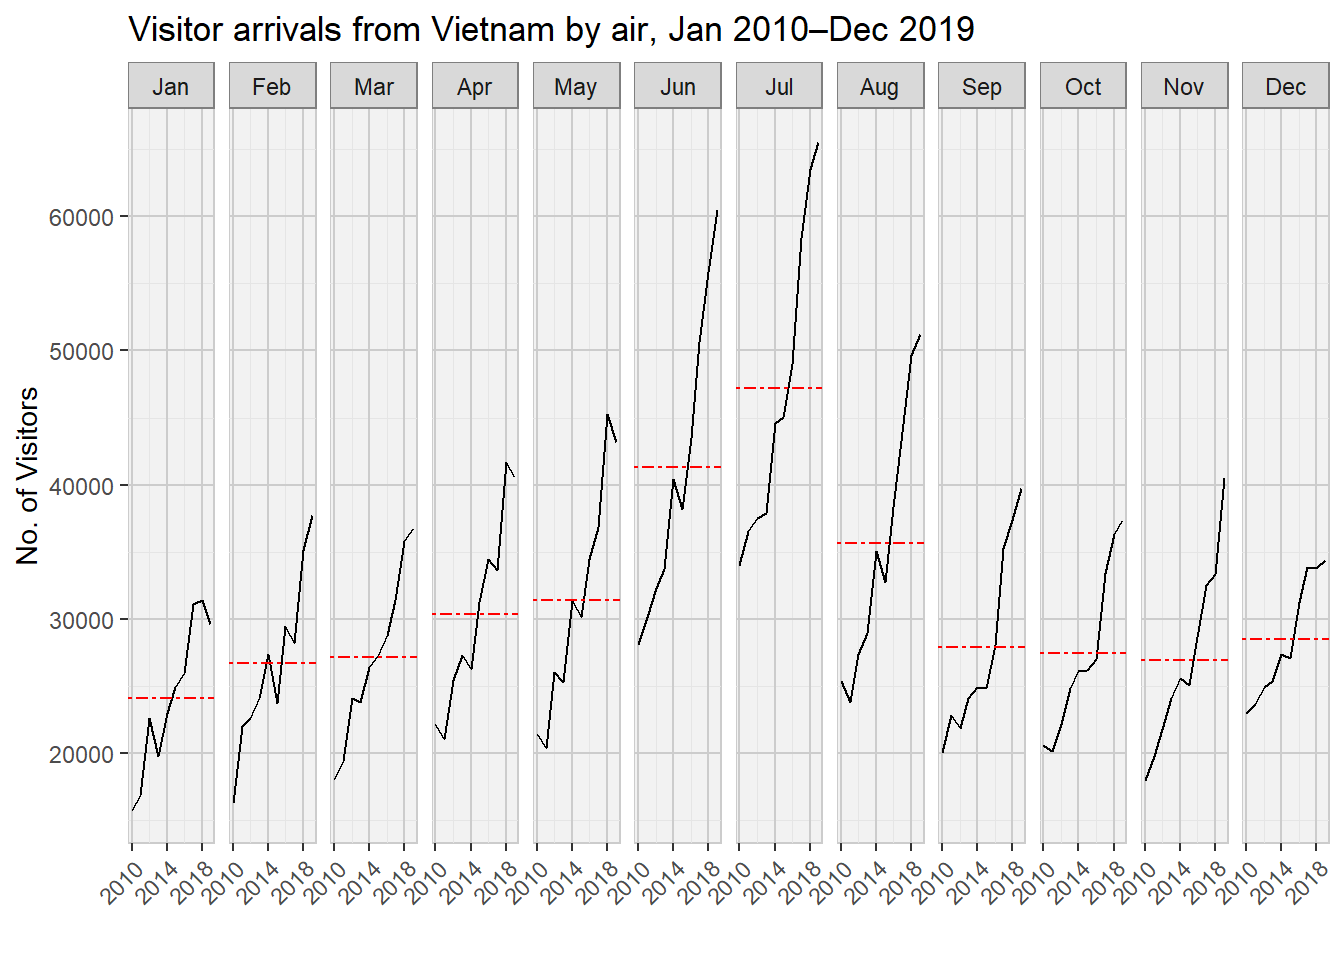 Visitor arrivals from Vietnam by air, Jan 2010–Dec 2019
Jan Feb Mar Apr May Jun Jul Aug Sep Oct Nov Dec
No. of Visitors
60000
50000
40000
30000
20000
2010 2014 2018 2010 2014 2018 2010 2014 2018 2010 2014 2018 2010 2014 2018 2010 2014 2018 2010 2014 2018 2010 2014 2018 2010 2014 2018 2010 2014 2018 2010 2014 2018 2010 2014 2018